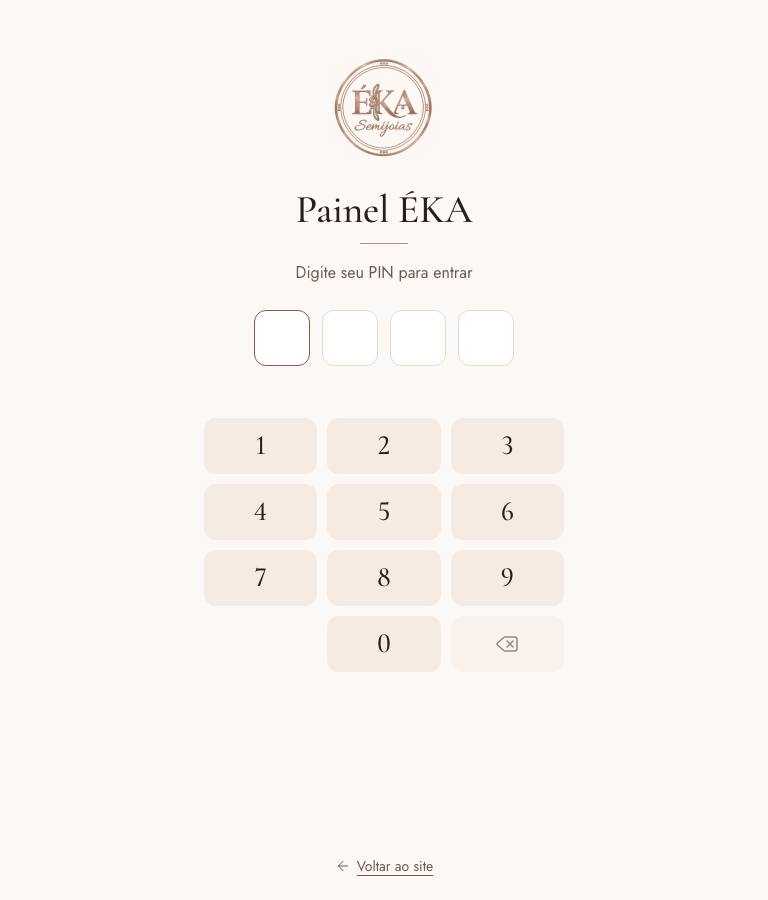 ÉKA
Semijoias
Painel ÉKA
Digite seu PIN para entrar
1 2 3
4 5 6
7 8 9
0
Voltar ao site